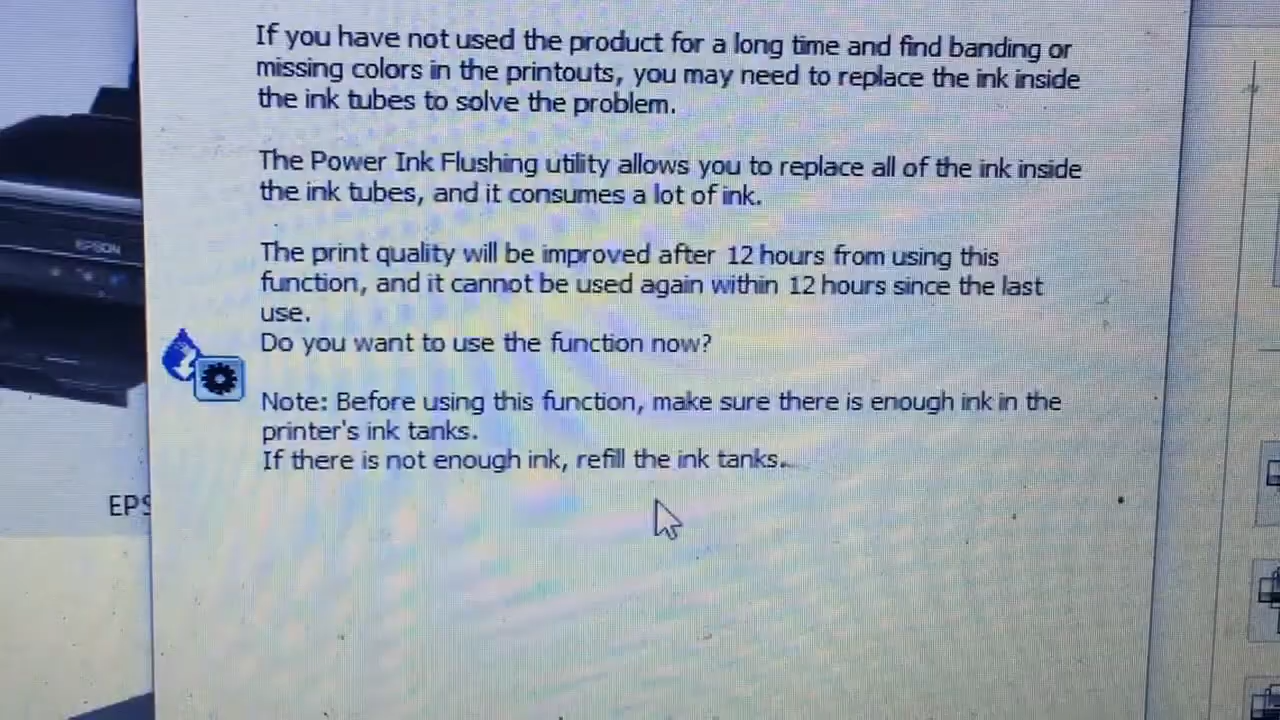 If you have not used the product for a long time and find banding or
missing colors in the printouts, you may need to replace the ink inside
the ink tubes to solve the problem.
The Power Ink Flushing utility allows you to replace all of the ink inside
the ink tubes, and it consumes a lot of ink.
EPSON
The print quality will be improved after 12 hours from using this
function, and it cannot be used again within 12 hours since the last
use.
Do you want to use the function now?
Note: Before using this function, make sure there is enough ink in the
printer's ink tanks.
If there is not enough ink, refill the ink tanks.
EPS